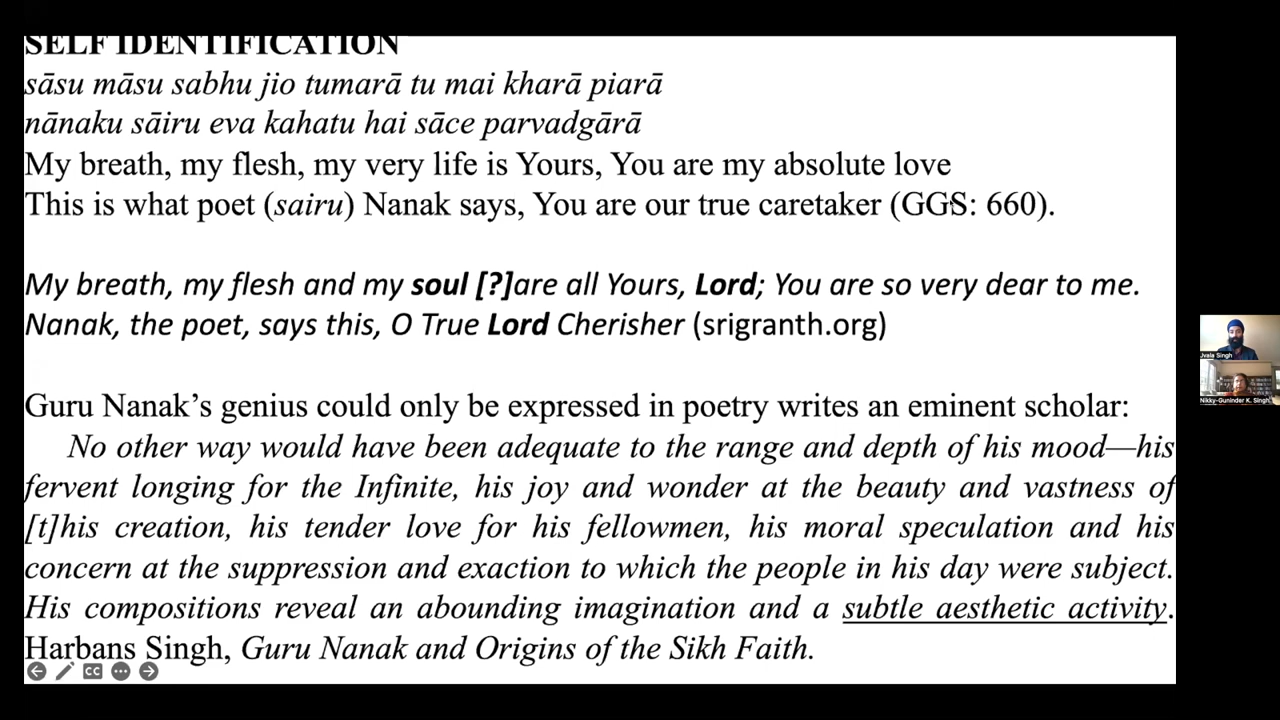 SELF IDENTIFICATION
sāsu māsu sabhu jio tumarā tu mai kharā piarā
nānaku sāiru eva kahatu hai sāce parvadgārā
My breath, my flesh, my very life is Yours, You are my absolute love
This is what poet (sairu) Nanak says, You are our true caretaker (GGS: 660).
My breath, my flesh and my soul [?]are all Yours, Lord; You are so very dear to me.
Nanak, the poet, says this, O True Lord Cherisher (srigranth.org)
Guru Nanak’s genius could only be expressed in poetry writes an eminent scholar:
No other way would have been adequate to the range and depth of his mood—his
fervent longing for the Infinite, his joy and wonder at the beauty and vastness of
[t]his creation, his tender love for his fellowmen, his moral speculation and his
concern at the suppression and exaction to which the people in his day were subject.
His compositions reveal an abounding imagination and a subtle aesthetic activity.
Harbans Singh, Guru Nanak and Origins of the Sikh Faith.
CC
Jvala Singh
Nikky-Guninder K. Singh